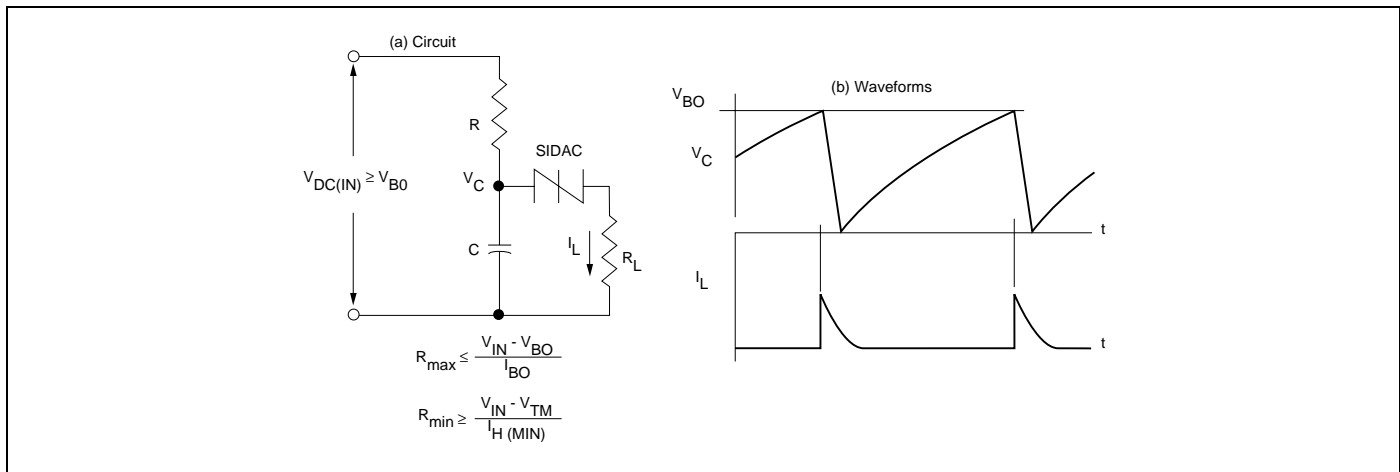 (a) Circuit
R
SIDAC
V_C
V_DC(IN) ≥ V_B0
C
I_L
R_L
R_max ≤ (V_IN - V_BO) / I_BO
R_min ≥ (V_IN - V_TM) / I_H (MIN)
(b) Waveforms
V_BO
V_C
t
I_L
t